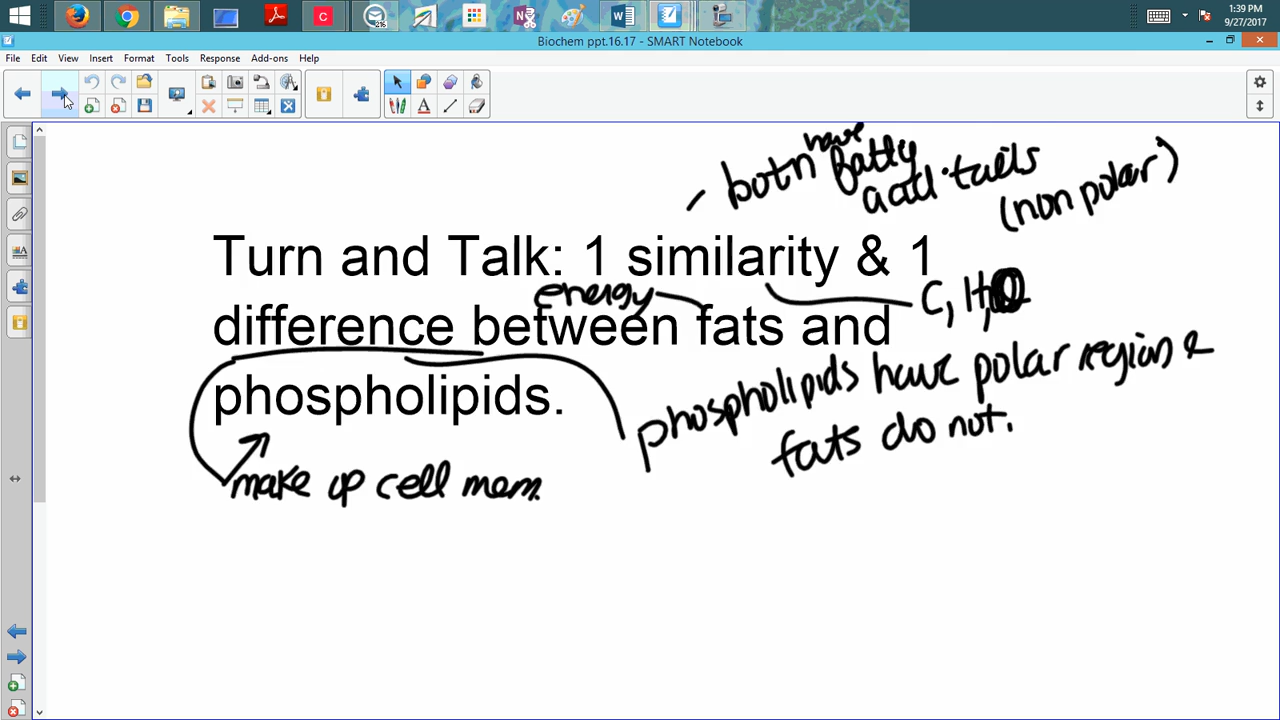 1:39 PM
9/27/2017
216
Biochem ppt.16.17 - SMART Notebook
File Edit View Insert Format Tools Response Add-ons Help
- both have fatty
acid tails
(non polar)
Turn and Talk: 1 similarity & 1
energy
C, H, O
difference between fats and
phospholipids have polar region &
phospholipids.
fats do not.
make up cell mem.